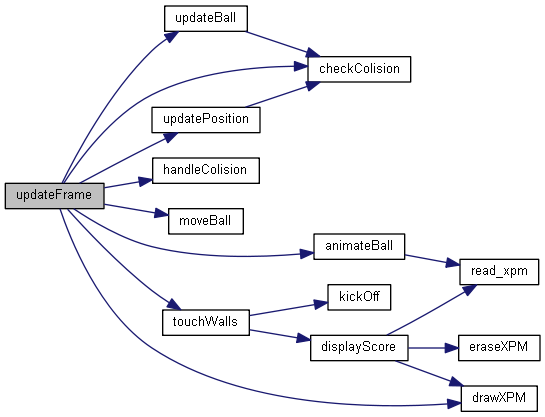 updateBall
checkColision
updatePosition
handleColision
updateFrame
moveBall
animateBall
read_xpm
kickOff
touchWalls
displayScore
eraseXPM
drawXPM